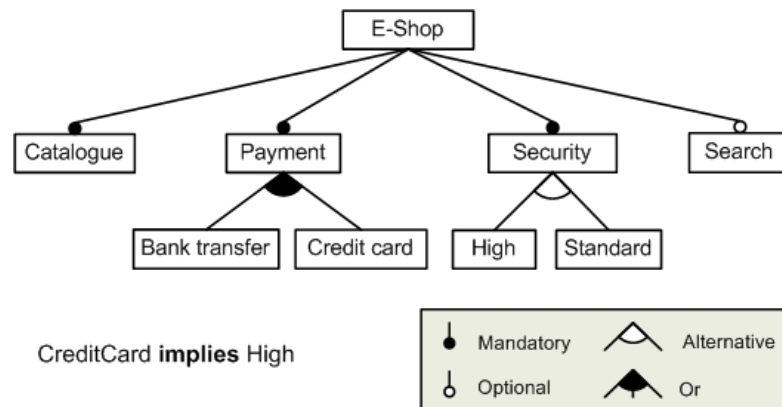 E-Shop
Catalogue
Payment
Security
Search
Bank transfer
Credit card
High
Standard
CreditCard implies High
Mandatory
Alternative
Optional
Or